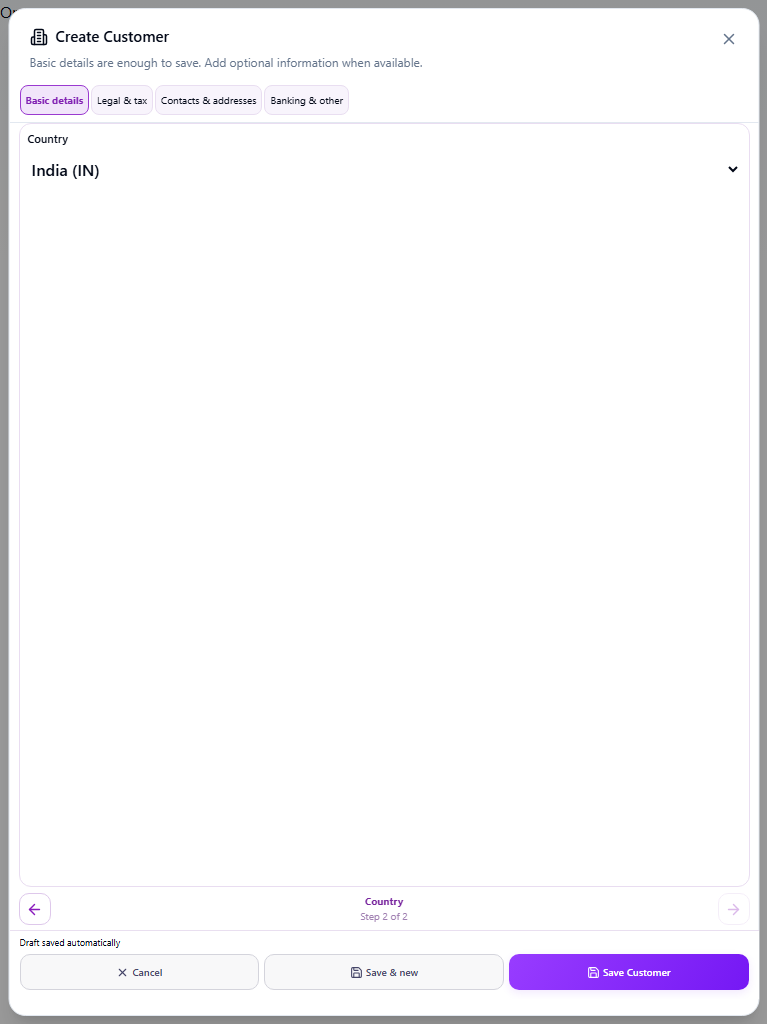 Create Customer
Basic details are enough to save. Add optional information when available.
Basic details
Legal & tax
Contacts & addresses
Banking & other
Country
India (IN)
Country
Step 2 of 2
Draft saved automatically
Cancel
Save & new
Save Customer